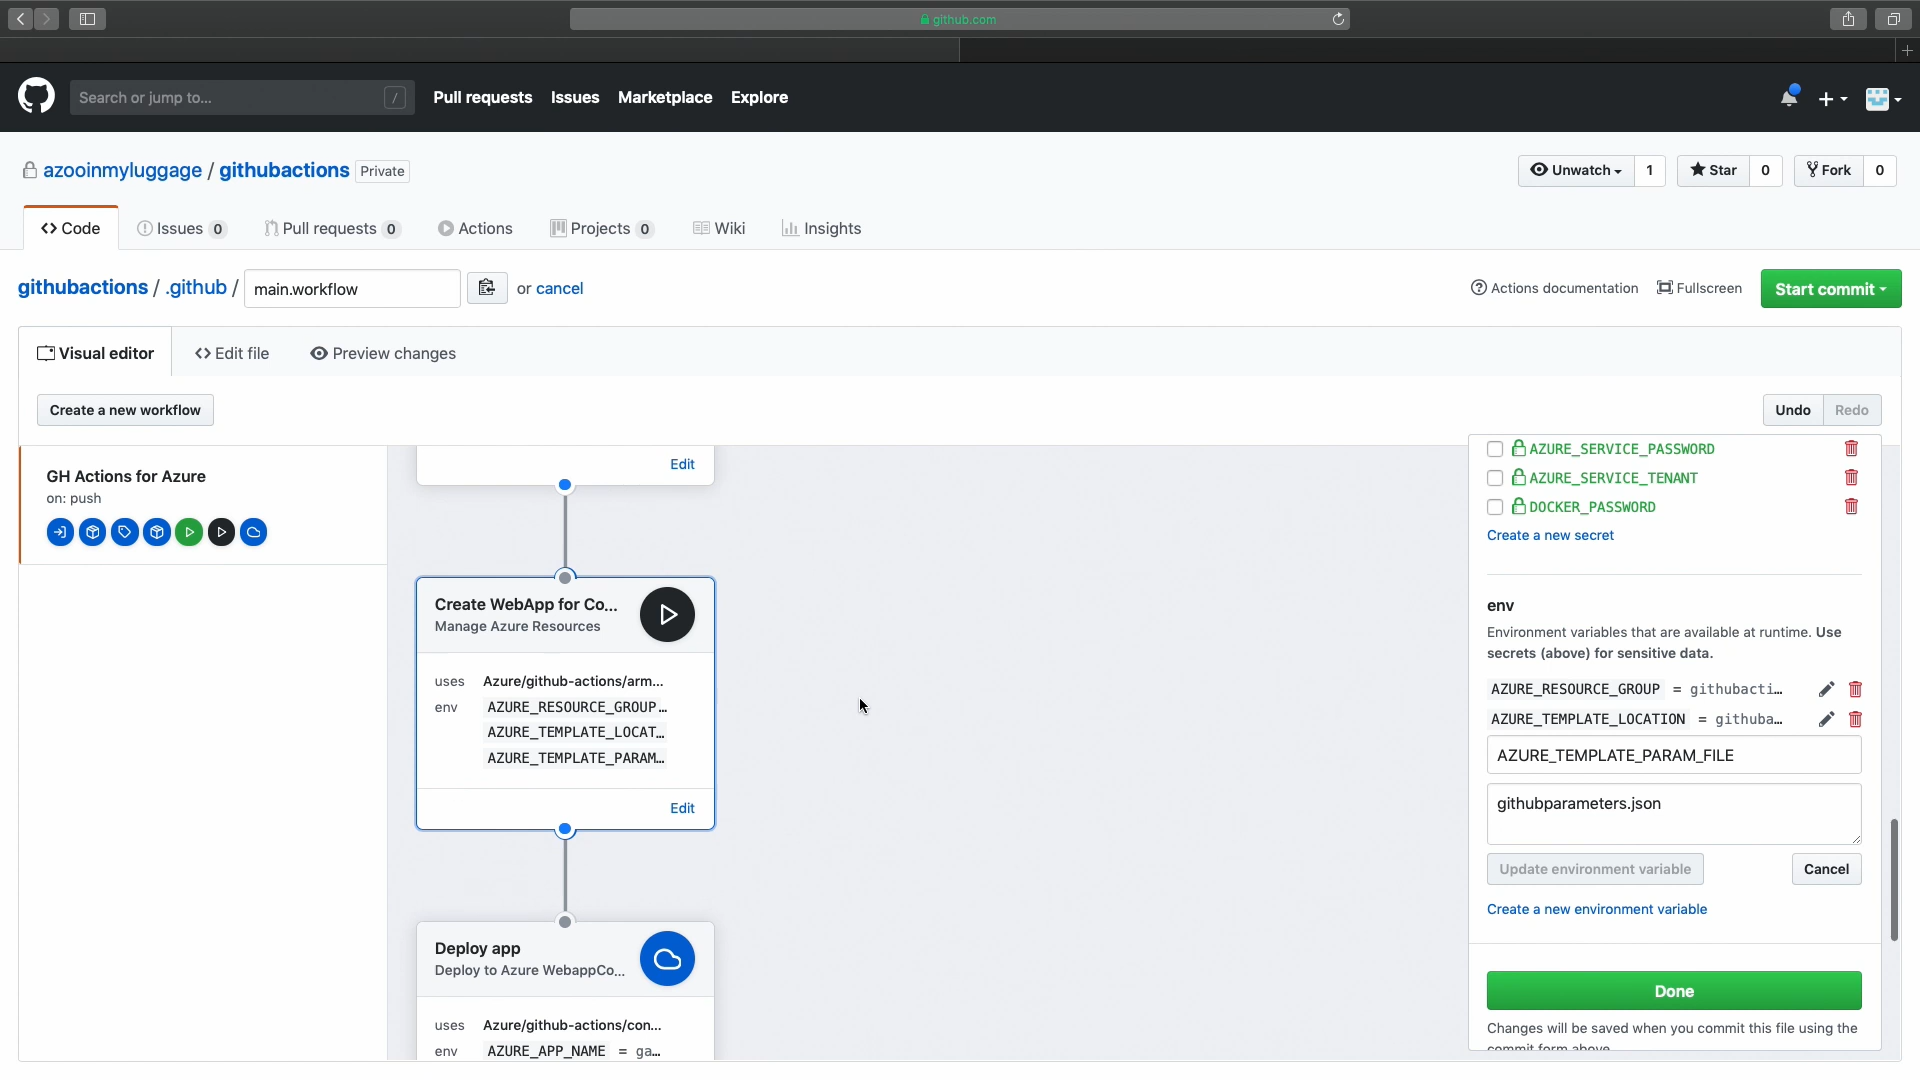 github.com
Search or jump to...
/
Pull requests
Issues
Marketplace
Explore
azooinmyluggage / githubactions
Private
Unwatch
1
Star
0
Fork
0
Code
Issues 0
Pull requests 0
Actions
Projects 0
Wiki
Insights
githubactions / .github /
main.workflow
or cancel
Actions documentation
Fullscreen
Start commit
Visual editor
Edit file
Preview changes
Create a new workflow
Undo
Redo
GH Actions for Azure
on: push
Edit
Create WebApp for Co...
Manage Azure Resources
uses Azure/github-actions/arm...
env AZURE_RESOURCE_GROUP...
AZURE_TEMPLATE_LOCAT...
AZURE_TEMPLATE_PARAM...
Edit
Deploy app
Deploy to Azure WebappCo...
uses Azure/github-actions/con...
env AZURE_APP_NAME = ga...
AZURE_SERVICE_PASSWORD
AZURE_SERVICE_TENANT
DOCKER_PASSWORD
Create a new secret
env
Environment variables that are available at runtime. Use
secrets (above) for sensitive data.
AZURE_RESOURCE_GROUP = githubacti...
AZURE_TEMPLATE_LOCATION = githuba...
AZURE_TEMPLATE_PARAM_FILE
githubparameters.json
Update environment variable
Cancel
Create a new environment variable
Done
Changes will be saved when you commit this file using the
commit form above